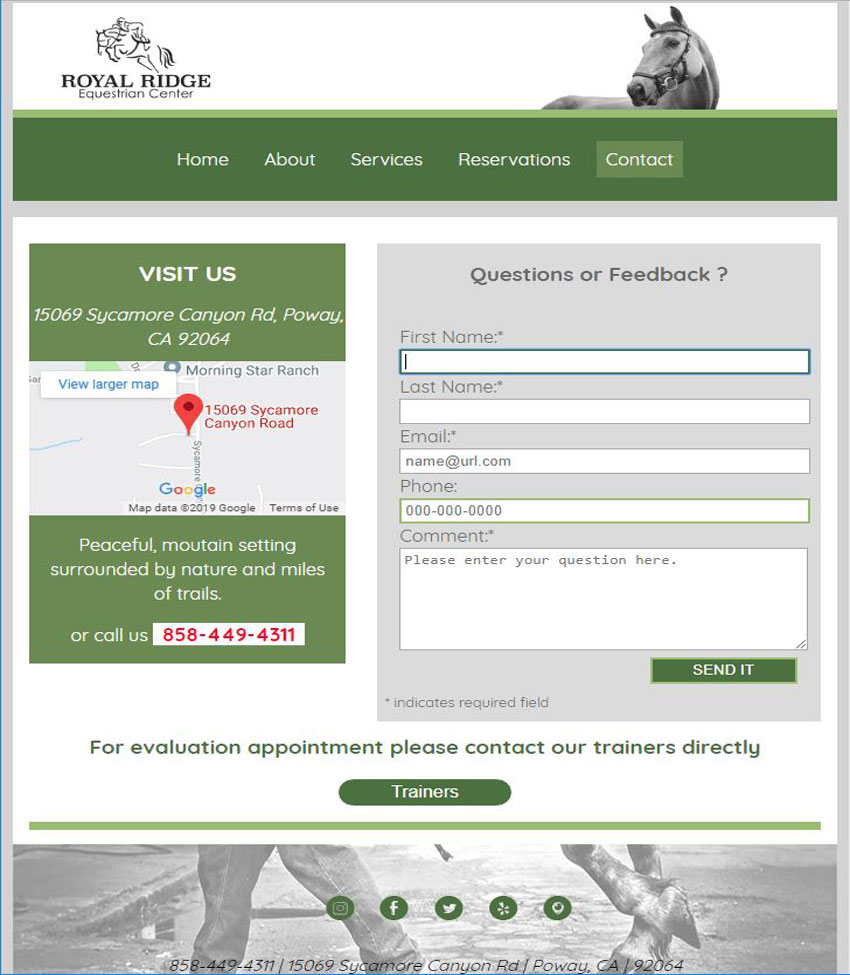 ROYAL RIDGE
Equestrian Center
Home About Services Reservations Contact
VISIT US
15069 Sycamore Canyon Rd, Poway,
CA 92064
Morning Star Ranch
View larger map
15069 Sycamore
Canyon Road
Sycamore
Google
Map data ©2019 Google Terms of Use
Peaceful, moutain setting
surrounded by nature and miles
of trails.
or call us 858-449-4311
Questions or Feedback ?
First Name:*
Last Name:*
Email:*
name@url.com
Phone:
000-000-0000
Comment:*
Please enter your question here.
SEND IT
* indicates required field
For evaluation appointment please contact our trainers directly
Trainers
858-449-4311 | 15069 Sycamore Canyon Rd | Poway, CA | 92064